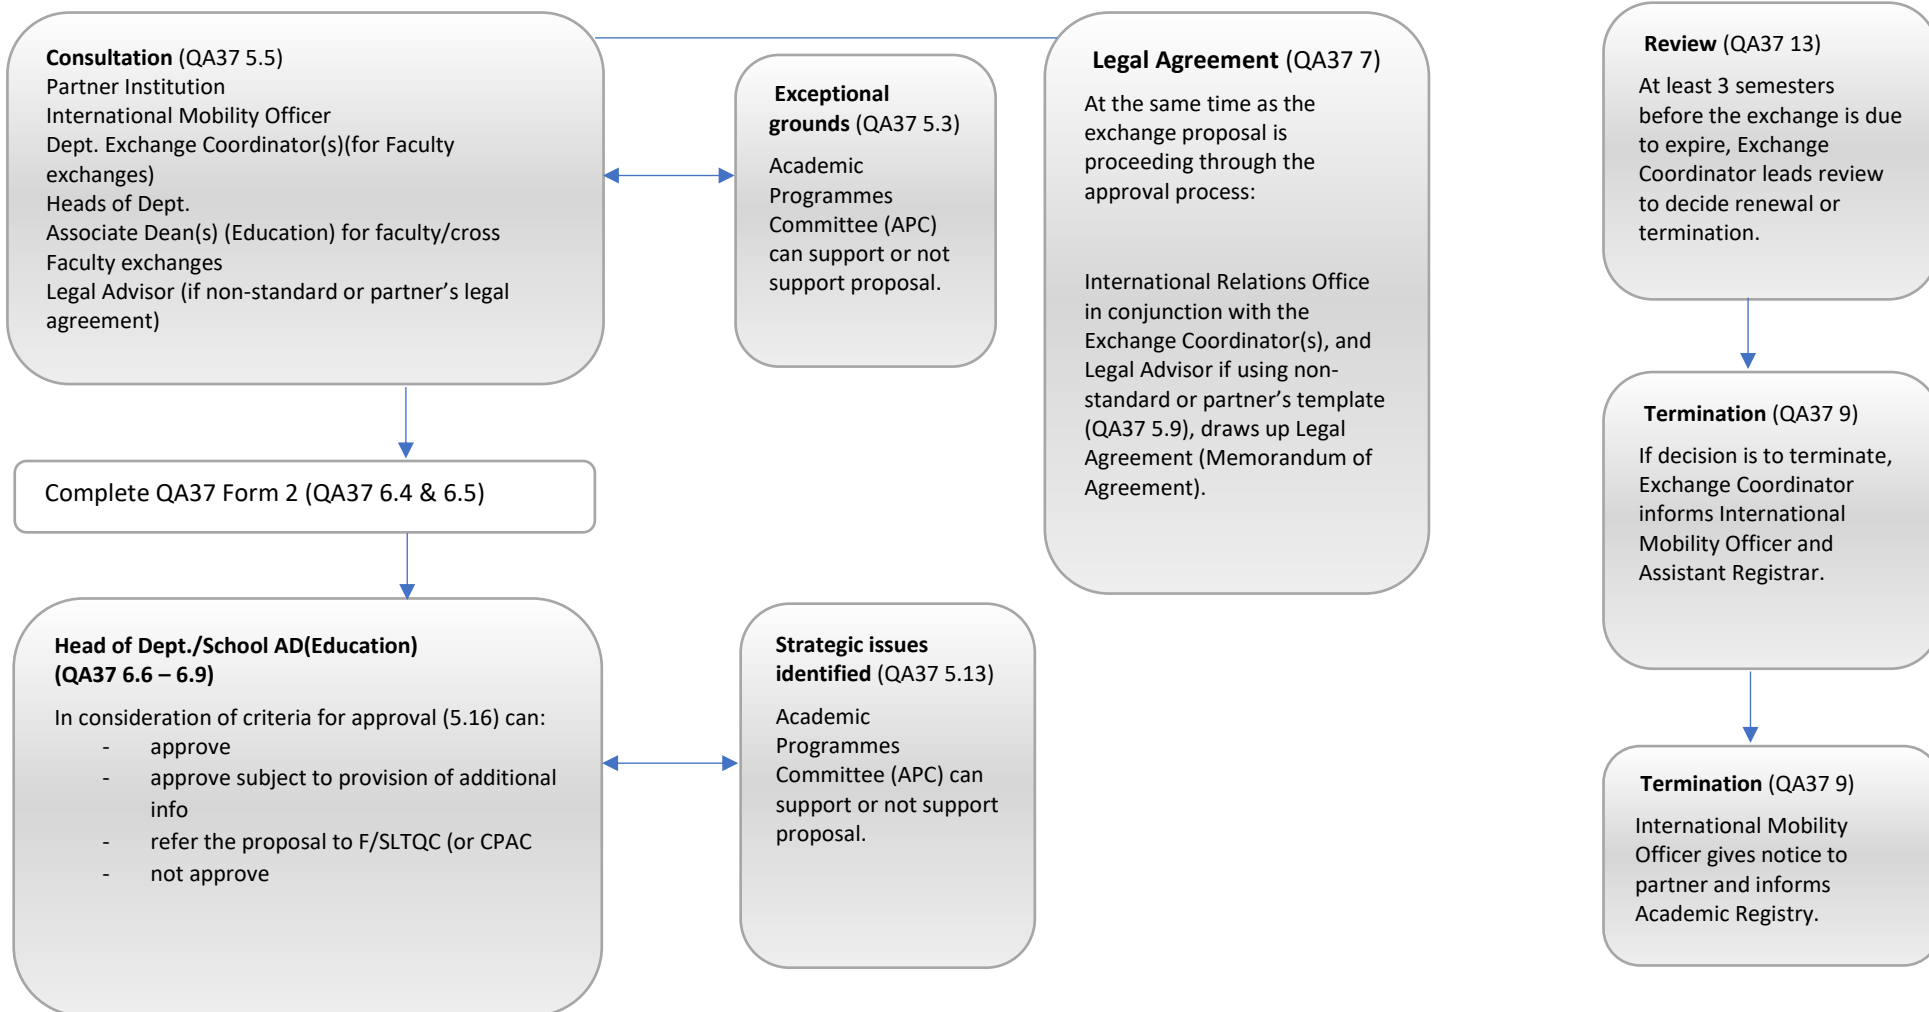 Consultation (QA37 5.5)
Partner Institution
International Mobility Officer
Dept. Exchange Coordinator(s)(for Faculty
exchanges)
Heads of Dept.
Associate Dean(s) (Education) for faculty/cross
Faculty exchanges
Legal Advisor (if non-standard or partner’s legal
agreement)
Exceptional
grounds (QA37 5.3)
Academic
Programmes
Committee (APC)
can support or not
support proposal.
Complete QA37 Form 2 (QA37 6.4 & 6.5)
Head of Dept./School AD(Education)
(QA37 6.6 – 6.9)
In consideration of criteria for approval (5.16) can:
- approve
- approve subject to provision of additional
info
- refer the proposal to F/SLTQC (or CPAC
- not approve
Strategic issues
identified (QA37 5.13)
Academic
Programmes
Committee (APC) can
support or not support
proposal.
Legal Agreement (QA37 7)
At the same time as the
exchange proposal is
proceeding through the
approval process:
International Relations Office
in conjunction with the
Exchange Coordinator(s), and
Legal Advisor if using non-
standard or partner’s template
(QA37 5.9), draws up Legal
Agreement (Memorandum of
Agreement).
Review (QA37 13)
At least 3 semesters
before the exchange is due
to expire, Exchange
Coordinator leads review
to decide renewal or
termination.
Termination (QA37 9)
If decision is to terminate,
Exchange Coordinator
informs International
Mobility Officer and
Assistant Registrar.
Termination (QA37 9)
International Mobility
Officer gives notice to
partner and informs
Academic Registry.